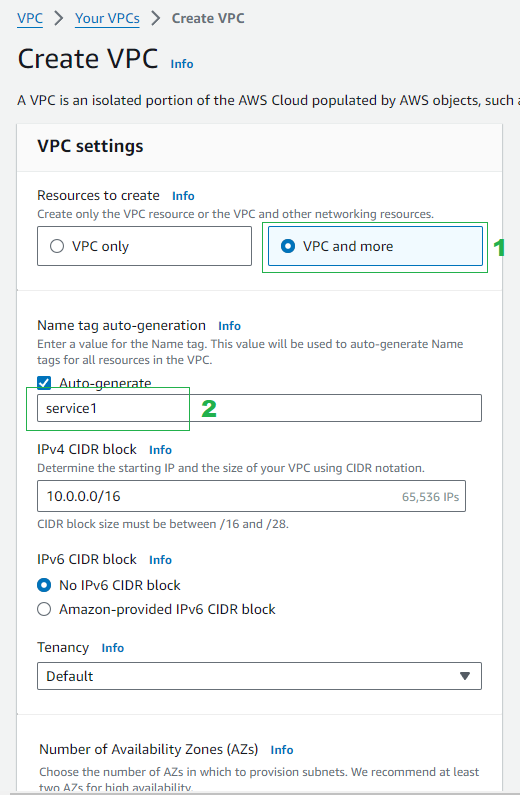 VPC > Your VPCs > Create VPC
Create VPC Info
A VPC is an isolated portion of the AWS Cloud populated by AWS objects, such
VPC settings
Resources to create Info
Create only the VPC resource or the VPC and other networking resources.
VPC only
VPC and more
1
Name tag auto-generation Info
Enter a value for the Name tag. This value will be used to auto-generate Name
tags for all resources in the VPC.
Auto-generate
service1
2
IPv4 CIDR block Info
Determine the starting IP and the size of your VPC using CIDR notation.
10.0.0.0/16 65,536 IPs
CIDR block size must be between /16 and /28.
IPv6 CIDR block Info
No IPv6 CIDR block
Amazon-provided IPv6 CIDR block
Tenancy Info
Default
Number of Availability Zones (AZs) Info
Choose the number of AZs in which to provision subnets. We recommend at least
two AZs for high availability.